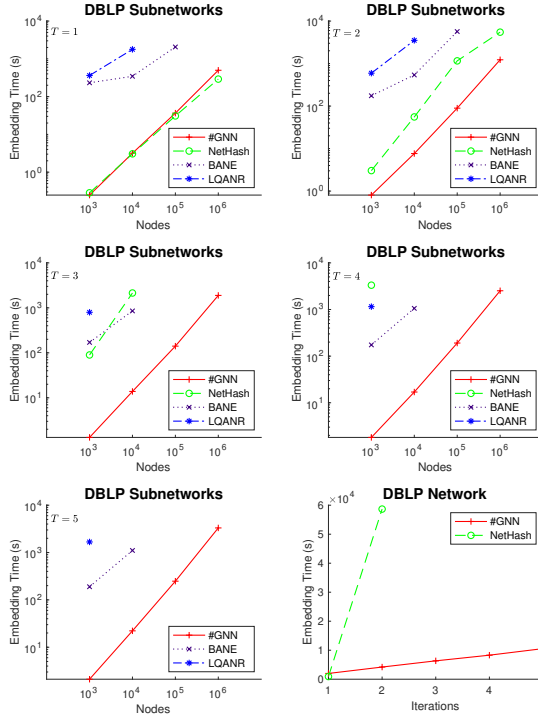 DBLP Subnetworks
T = 1
Embedding Time (s)
10^4
10^2
10^0
#GNN
NetHash
BANE
LQANR
10^3 10^4 10^5 10^6
Nodes
DBLP Subnetworks
T = 2
Embedding Time (s)
10^4
10^2
10^0
#GNN
NetHash
BANE
LQANR
10^3 10^4 10^5 10^6
Nodes
DBLP Subnetworks
T = 3
Embedding Time (s)
10^4
10^3
10^2
10^1
#GNN
NetHash
BANE
LQANR
10^3 10^4 10^5 10^6
Nodes
DBLP Subnetworks
T = 4
Embedding Time (s)
10^4
10^3
10^2
10^1
#GNN
NetHash
BANE
LQANR
10^3 10^4 10^5 10^6
Nodes
DBLP Subnetworks
T = 5
Embedding Time (s)
10^4
10^3
10^2
10^1
#GNN
BANE
LQANR
10^3 10^4 10^5 10^6
Nodes
DBLP Network
×10^4
Embedding Time (s)
6
5
4
3
2
1
0
#GNN
NetHash
1 2 3 4
Iterations